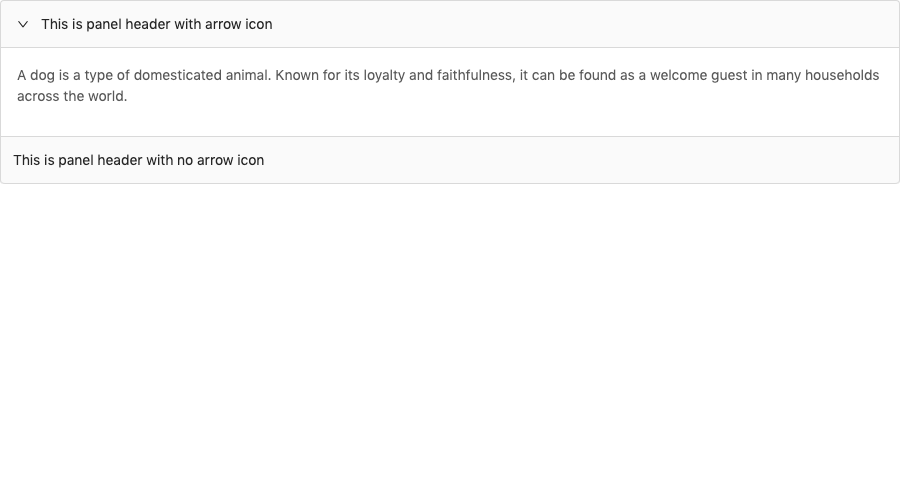 This is panel header with arrow icon
A dog is a type of domesticated animal. Known for its loyalty and faithfulness, it can be found as a welcome guest in many households
across the world.
This is panel header with no arrow icon